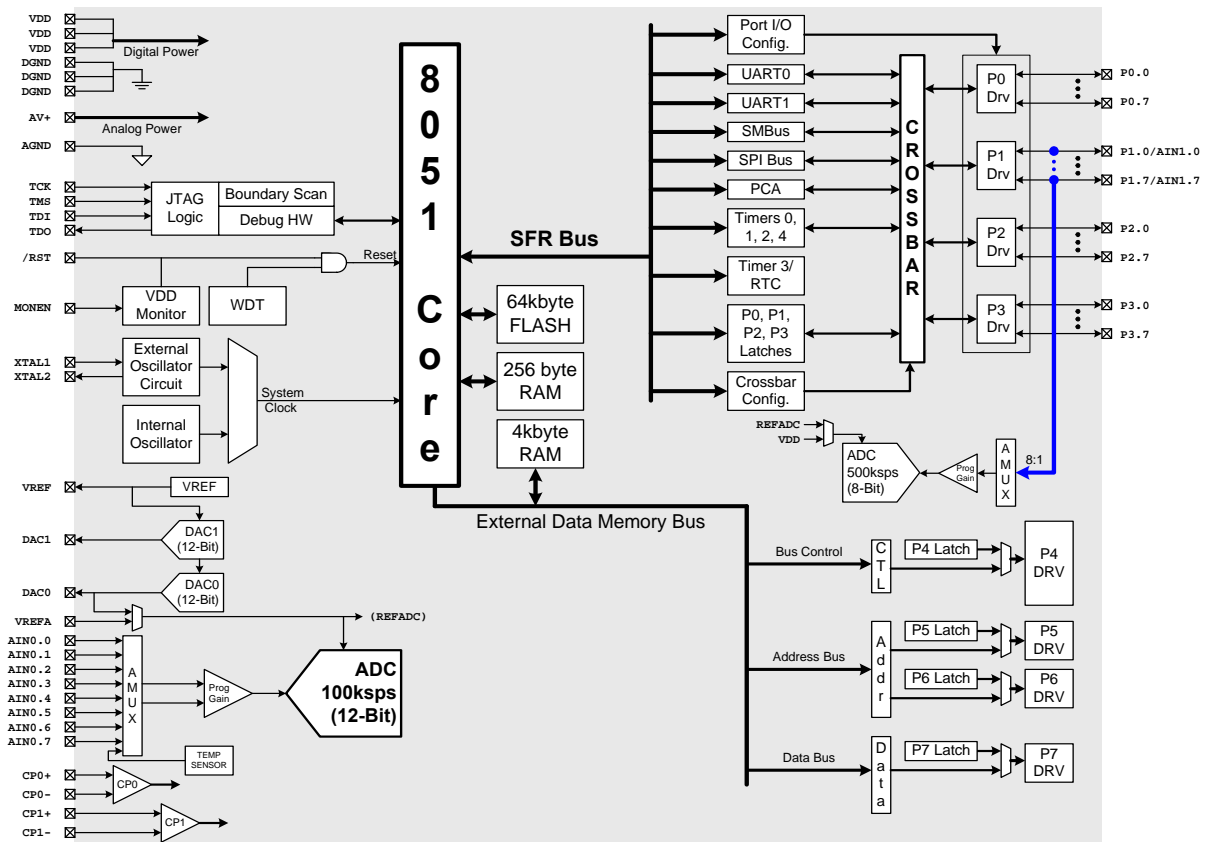 VDD
VDD
VDD
Digital Power
DGND
DGND
DGND
AV+
Analog Power
AGND
TCK
TMS
TDI
TDO
JTAG
Logic
Boundary Scan
Debug HW
/RST
Reset
MONEN
VDD
Monitor
WDT
XTAL1
XTAL2
External
Oscillator
Circuit
Internal
Oscillator
System
Clock
VREF
VREF
DAC1
DAC1
(12-Bit)
DAC0
DAC0
(12-Bit)
VREFA
(REFADC)
AIN0.0
AIN0.1
AIN0.2
AIN0.3
AIN0.4
AIN0.5
AIN0.6
AIN0.7
AMUX
Prog
Gain
ADC
100ksps
(12-Bit)
TEMP
SENSOR
CP0+
CP0-
CP0
CP1+
CP1-
CP1
8051 Core
SFR Bus
64kbyte
FLASH
256 byte
RAM
4kbyte
RAM
External Data Memory Bus
Port I/O
Config.
UART0
UART1
SMBus
SPI Bus
PCA
Timers 0,
1, 2, 4
Timer 3/
RTC
P0, P1,
P2, P3
Latches
Crossbar
Config.
CROSSBAR
P0
Drv
P1
Drv
P2
Drv
P3
Drv
P0.0
P0.7
P1.0/AIN1.0
P1.7/AIN1.7
P2.0
P2.7
P3.0
P3.7
REFADC
VDD
ADC
500ksps
(8-Bit)
Prog
Gain
AMUX
8:1
Bus Control
CTL
P4 Latch
P4
DRV
Address Bus
Addr
P5 Latch
P5
DRV
P6 Latch
P6
DRV
Data Bus
Data
P7 Latch
P7
DRV